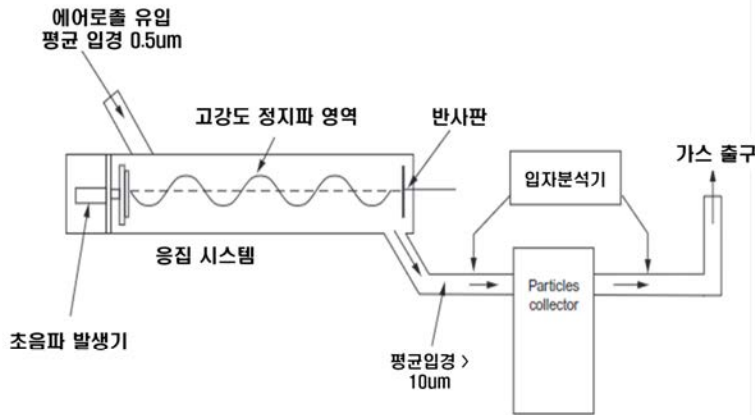 에어로졸 유입
평균 입경 0.5um
고강도 정지파 영역
반사판
입자분석기
가스 출구
응집 시스템
Particles
collector
초음파 발생기
평균입경 >
10um